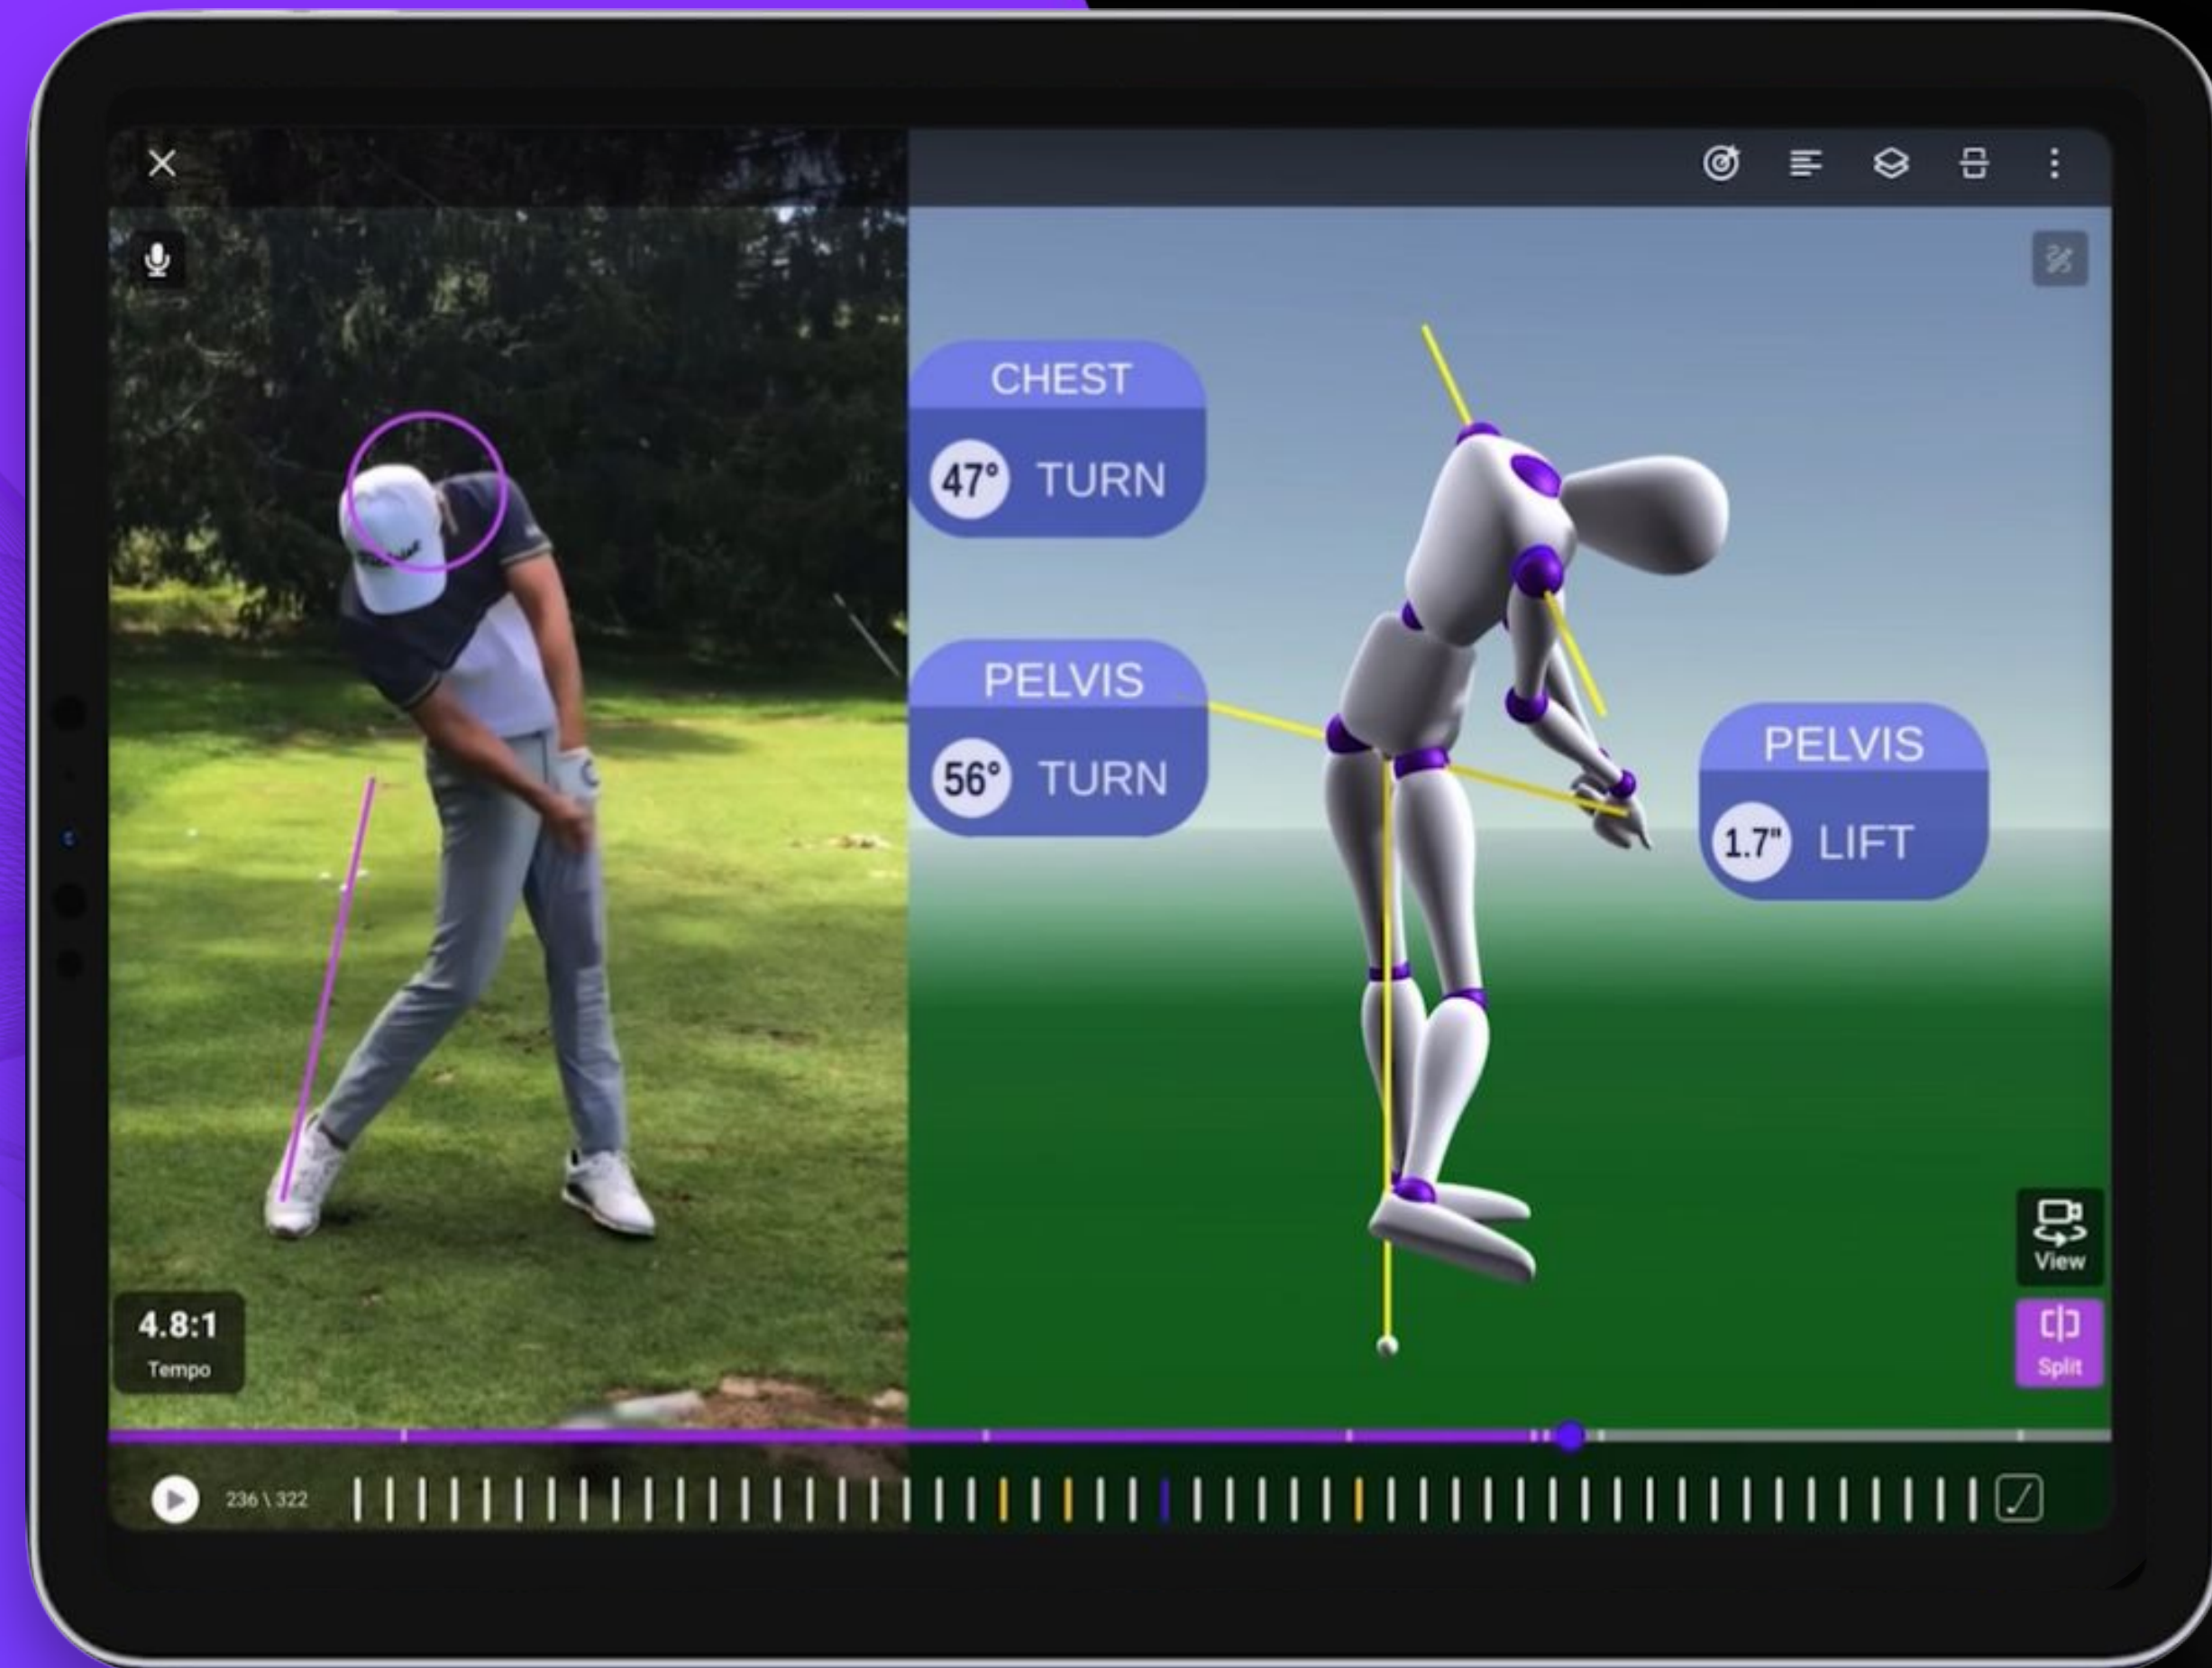 CHEST
47° TURN
PELVIS
56° TURN
PELVIS
1.7" LIFT
View
4.8:1
Tempo
Split
236 \ 322